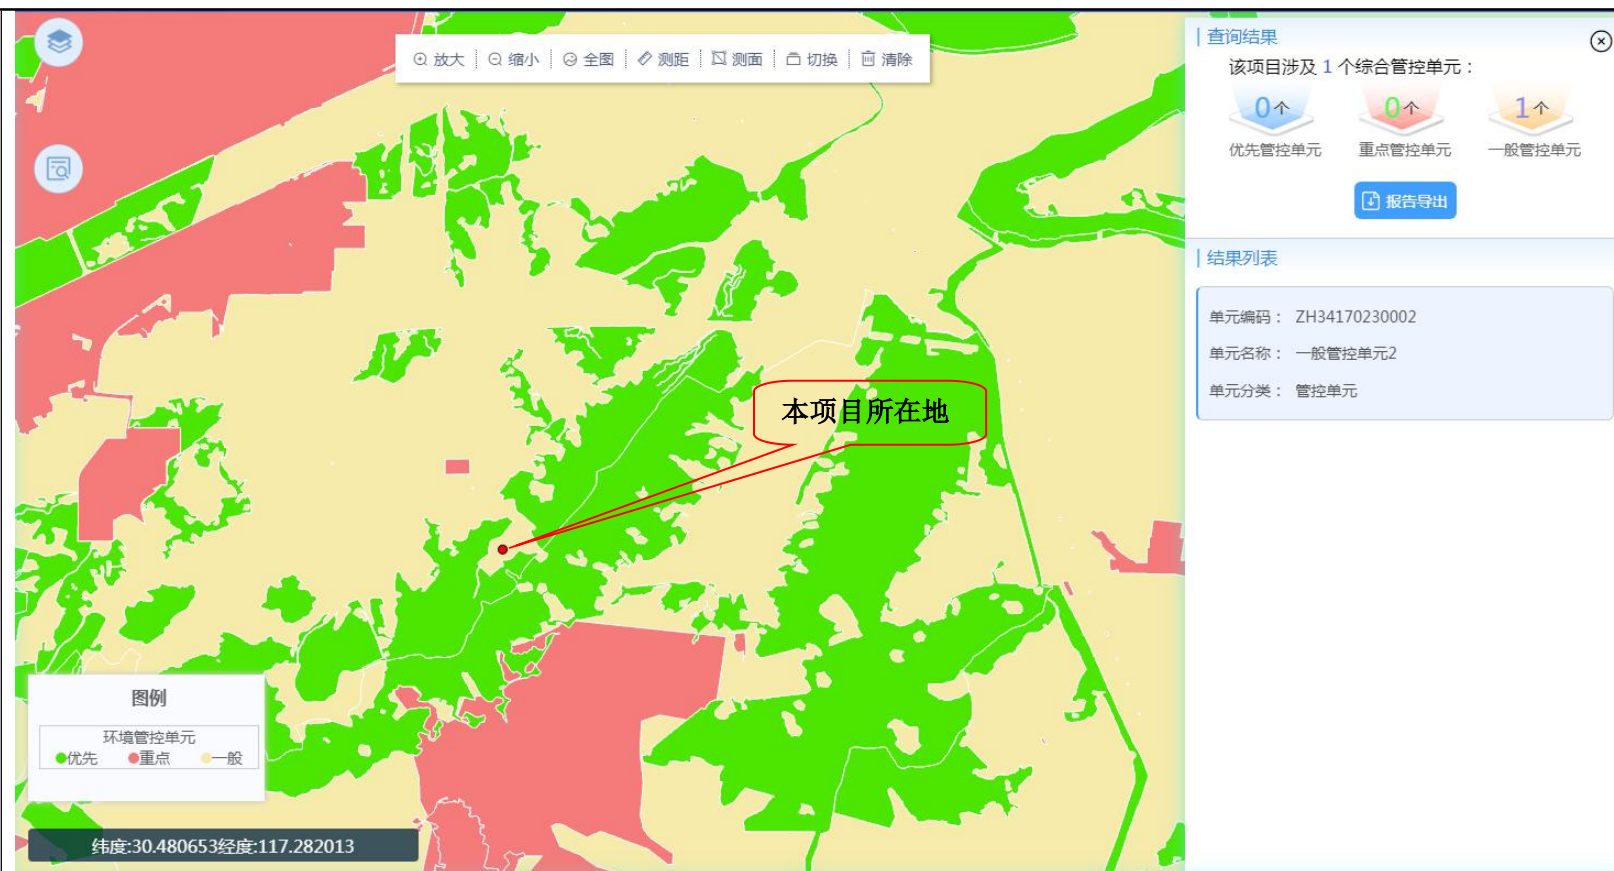 放大 缩小 全图 测距 测面 切换 清除
本项目所在地
图例
环境管控单元
优先 重点 一般
纬度:30.480653经度:117.282013
查询结果
该项目涉及 1 个综合管控单元：
0个 0个 1个
优先管控单元 重点管控单元 一般管控单元
报告导出
结果列表
单元编码： ZH34170230002
单元名称： 一般管控单元2
单元分类： 管控单元